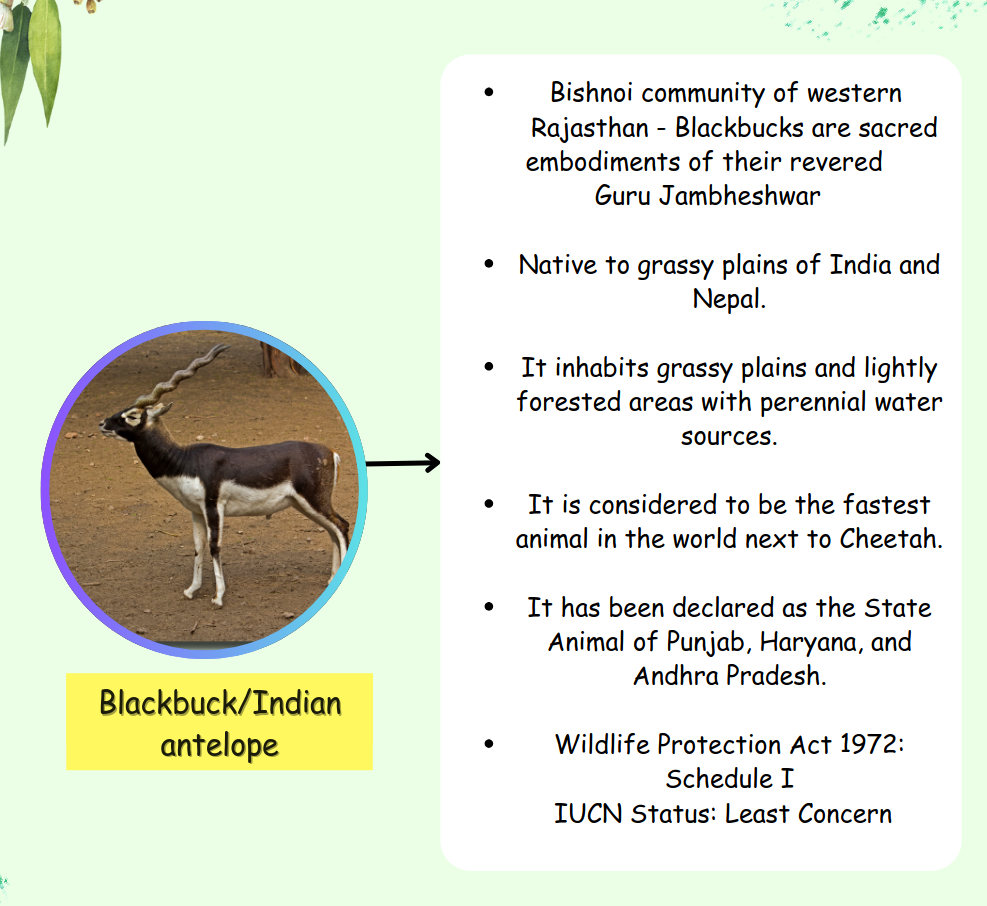 • Bishnoi community of western
Rajasthan - Blackbucks are sacred
embodiments of their revered
Guru Jambheshwar
• Native to grassy plains of India and
Nepal.
• It inhabits grassy plains and lightly
forested areas with perennial water
sources.
• It is considered to be the fastest
animal in the world next to Cheetah.
• It has been declared as the State
Animal of Punjab, Haryana, and
Andhra Pradesh.
• Wildlife Protection Act 1972:
Schedule I
IUCN Status: Least Concern
Blackbuck/Indian
antelope